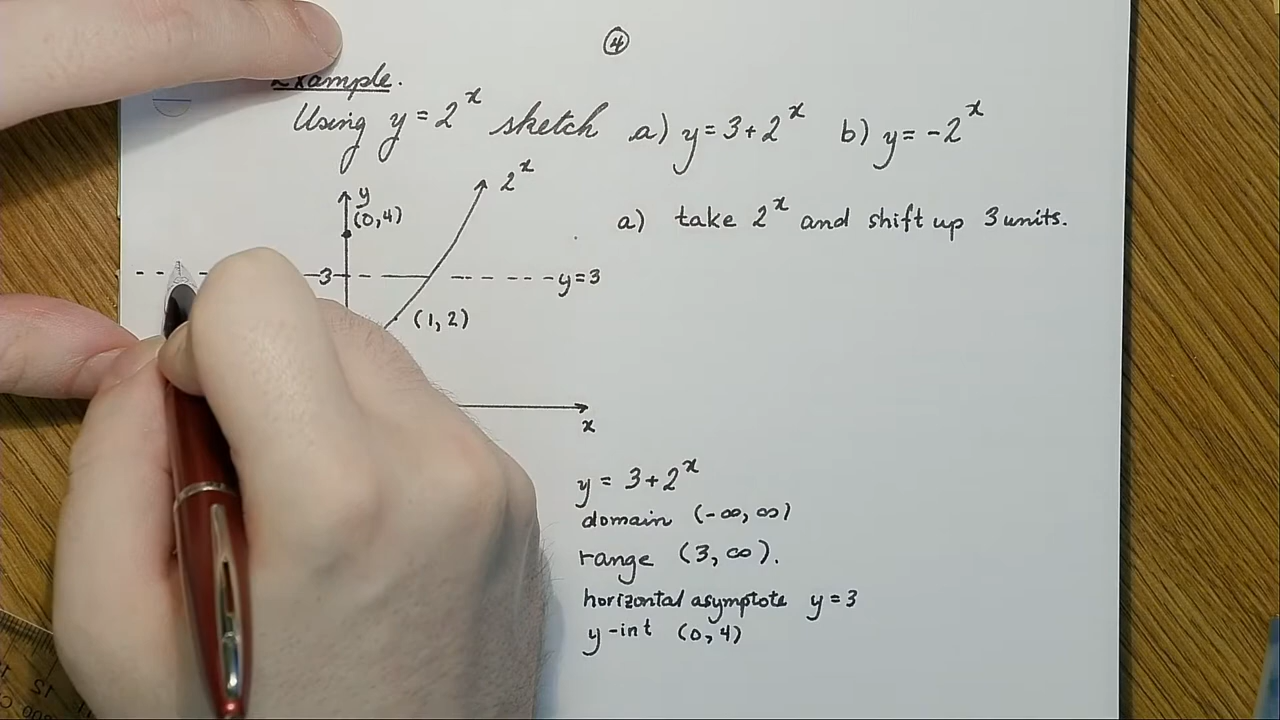 ④
Example.
Using y = 2^x sketch a) y = 3 + 2^x b) y = -2^x
a) take 2^x and shift up 3 units.
2^x
y
(0,4)
3
y=3
(1,2)
x
y = 3+2^x
domain (-∞, ∞)
range (3, ∞).
horizontal asymptote y = 3
y-int (0, 4)
12